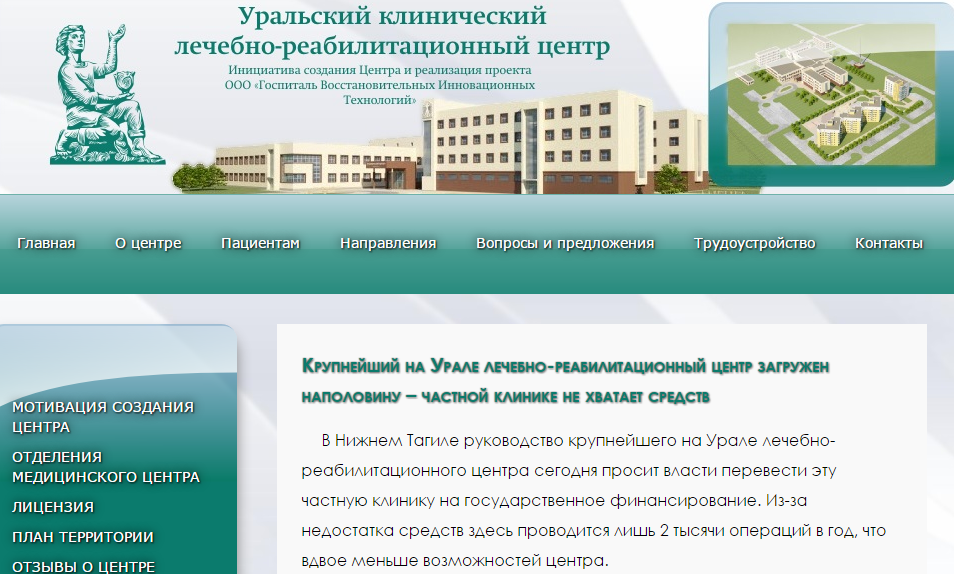 Уральский клинический
лечебно-реабилитационный центр
Инициатива создания Центра и реализация проекта
ООО «Госпиталь Восстановительных Инновационных
Технологий»
Главная
О центре
Пациентам
Направления
Вопросы и предложения
Трудоустройство
Контакты
МОТИВАЦИЯ СОЗДАНИЯ
ЦЕНТРА
ОТДЕЛЕНИЯ
МЕДИЦИНСКОГО ЦЕНТРА
ЛИЦЕНЗИЯ
ПЛАН ТЕРРИТОРИИ
ОТЗЫВЫ О ЦЕНТРЕ
Крупнейший на Урале лечебно-реабилитационный центр загружен
наполовину – частной клинике не хватает средств
В Нижнем Тагиле руководство крупнейшего на Урале лечебно-
реабилитационного центра сегодня просит власти перевести эту
частную клинику на государственное финансирование. Из-за
недостатка средств здесь проводится лишь 2 тысячи операций в год, что
вдвое меньше возможностей центра.